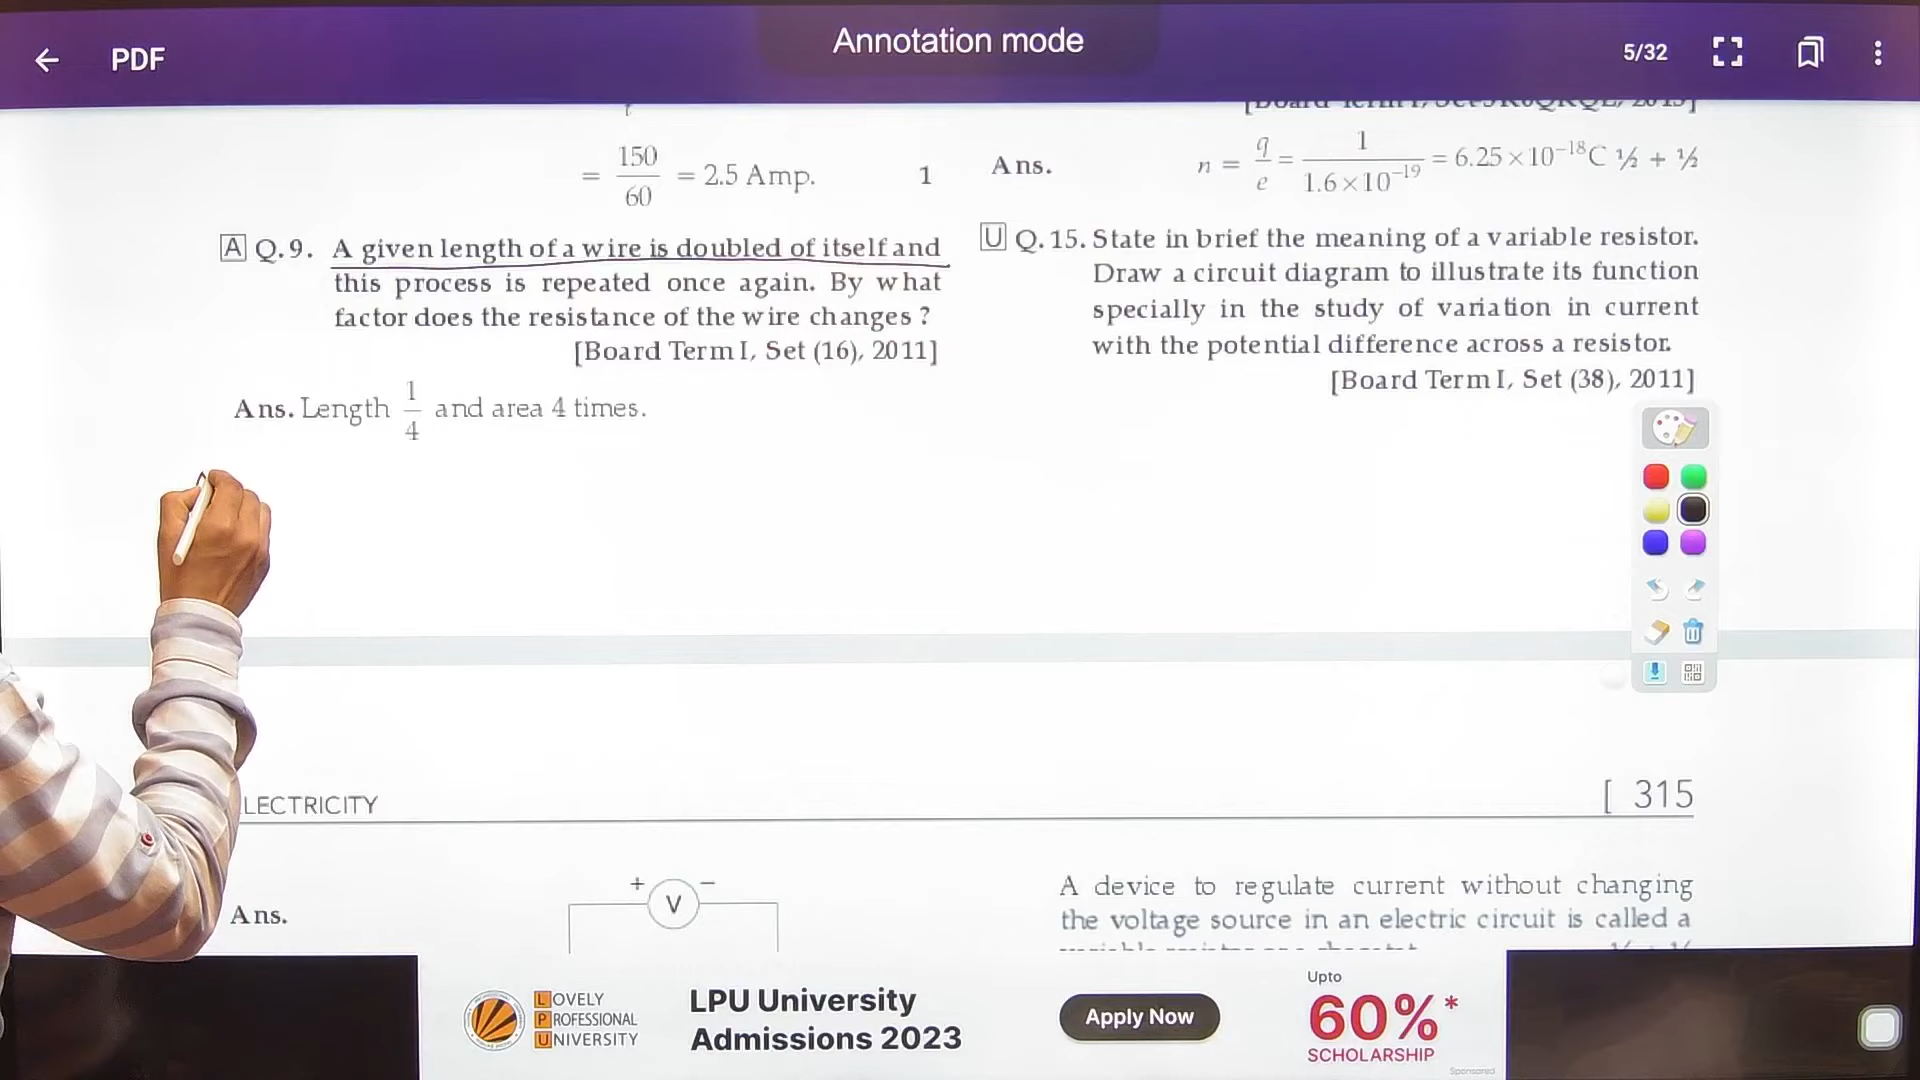 Annotation mode
PDF
5/32
= 150/60 = 2.5 Amp. 1
A Q. 9. A given length of a wire is doubled of itself and
this process is repeated once again. By what
factor does the resistance of the wire changes ?
[Board Term I, Set (16), 2011]
Ans. Length 1/4 and area 4 times.
Ans. n = q/e = 1/1.6×10⁻¹⁹ = 6.25×10⁻¹⁸C ½ + ½
U Q. 15. State in brief the meaning of a variable resistor.
Draw a circuit diagram to illustrate its function
specially in the study of variation in current
with the potential difference across a resistor.
[Board Term I, Set (38), 2011]
LECTRICITY
[ 315
Ans.
+ V −
A device to regulate current without changing
the voltage source in an electric circuit is called a
LOVELY
PROFESSIONAL
UNIVERSITY
LPU University
Admissions 2023
Apply Now
Upto
60%*
SCHOLARSHIP
Sponsored